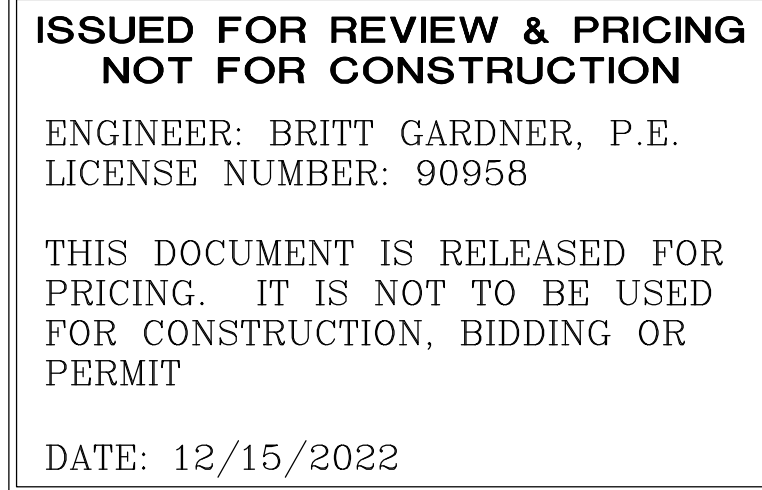 ISSUED FOR REVIEW & PRICING
NOT FOR CONSTRUCTION
ENGINEER: BRITT GARDNER, P.E.
LICENSE NUMBER: 90958
THIS DOCUMENT IS RELEASED FOR
PRICING.  IT IS NOT TO BE USED
FOR CONSTRUCTION, BIDDING OR
PERMIT
DATE: 12/15/2022